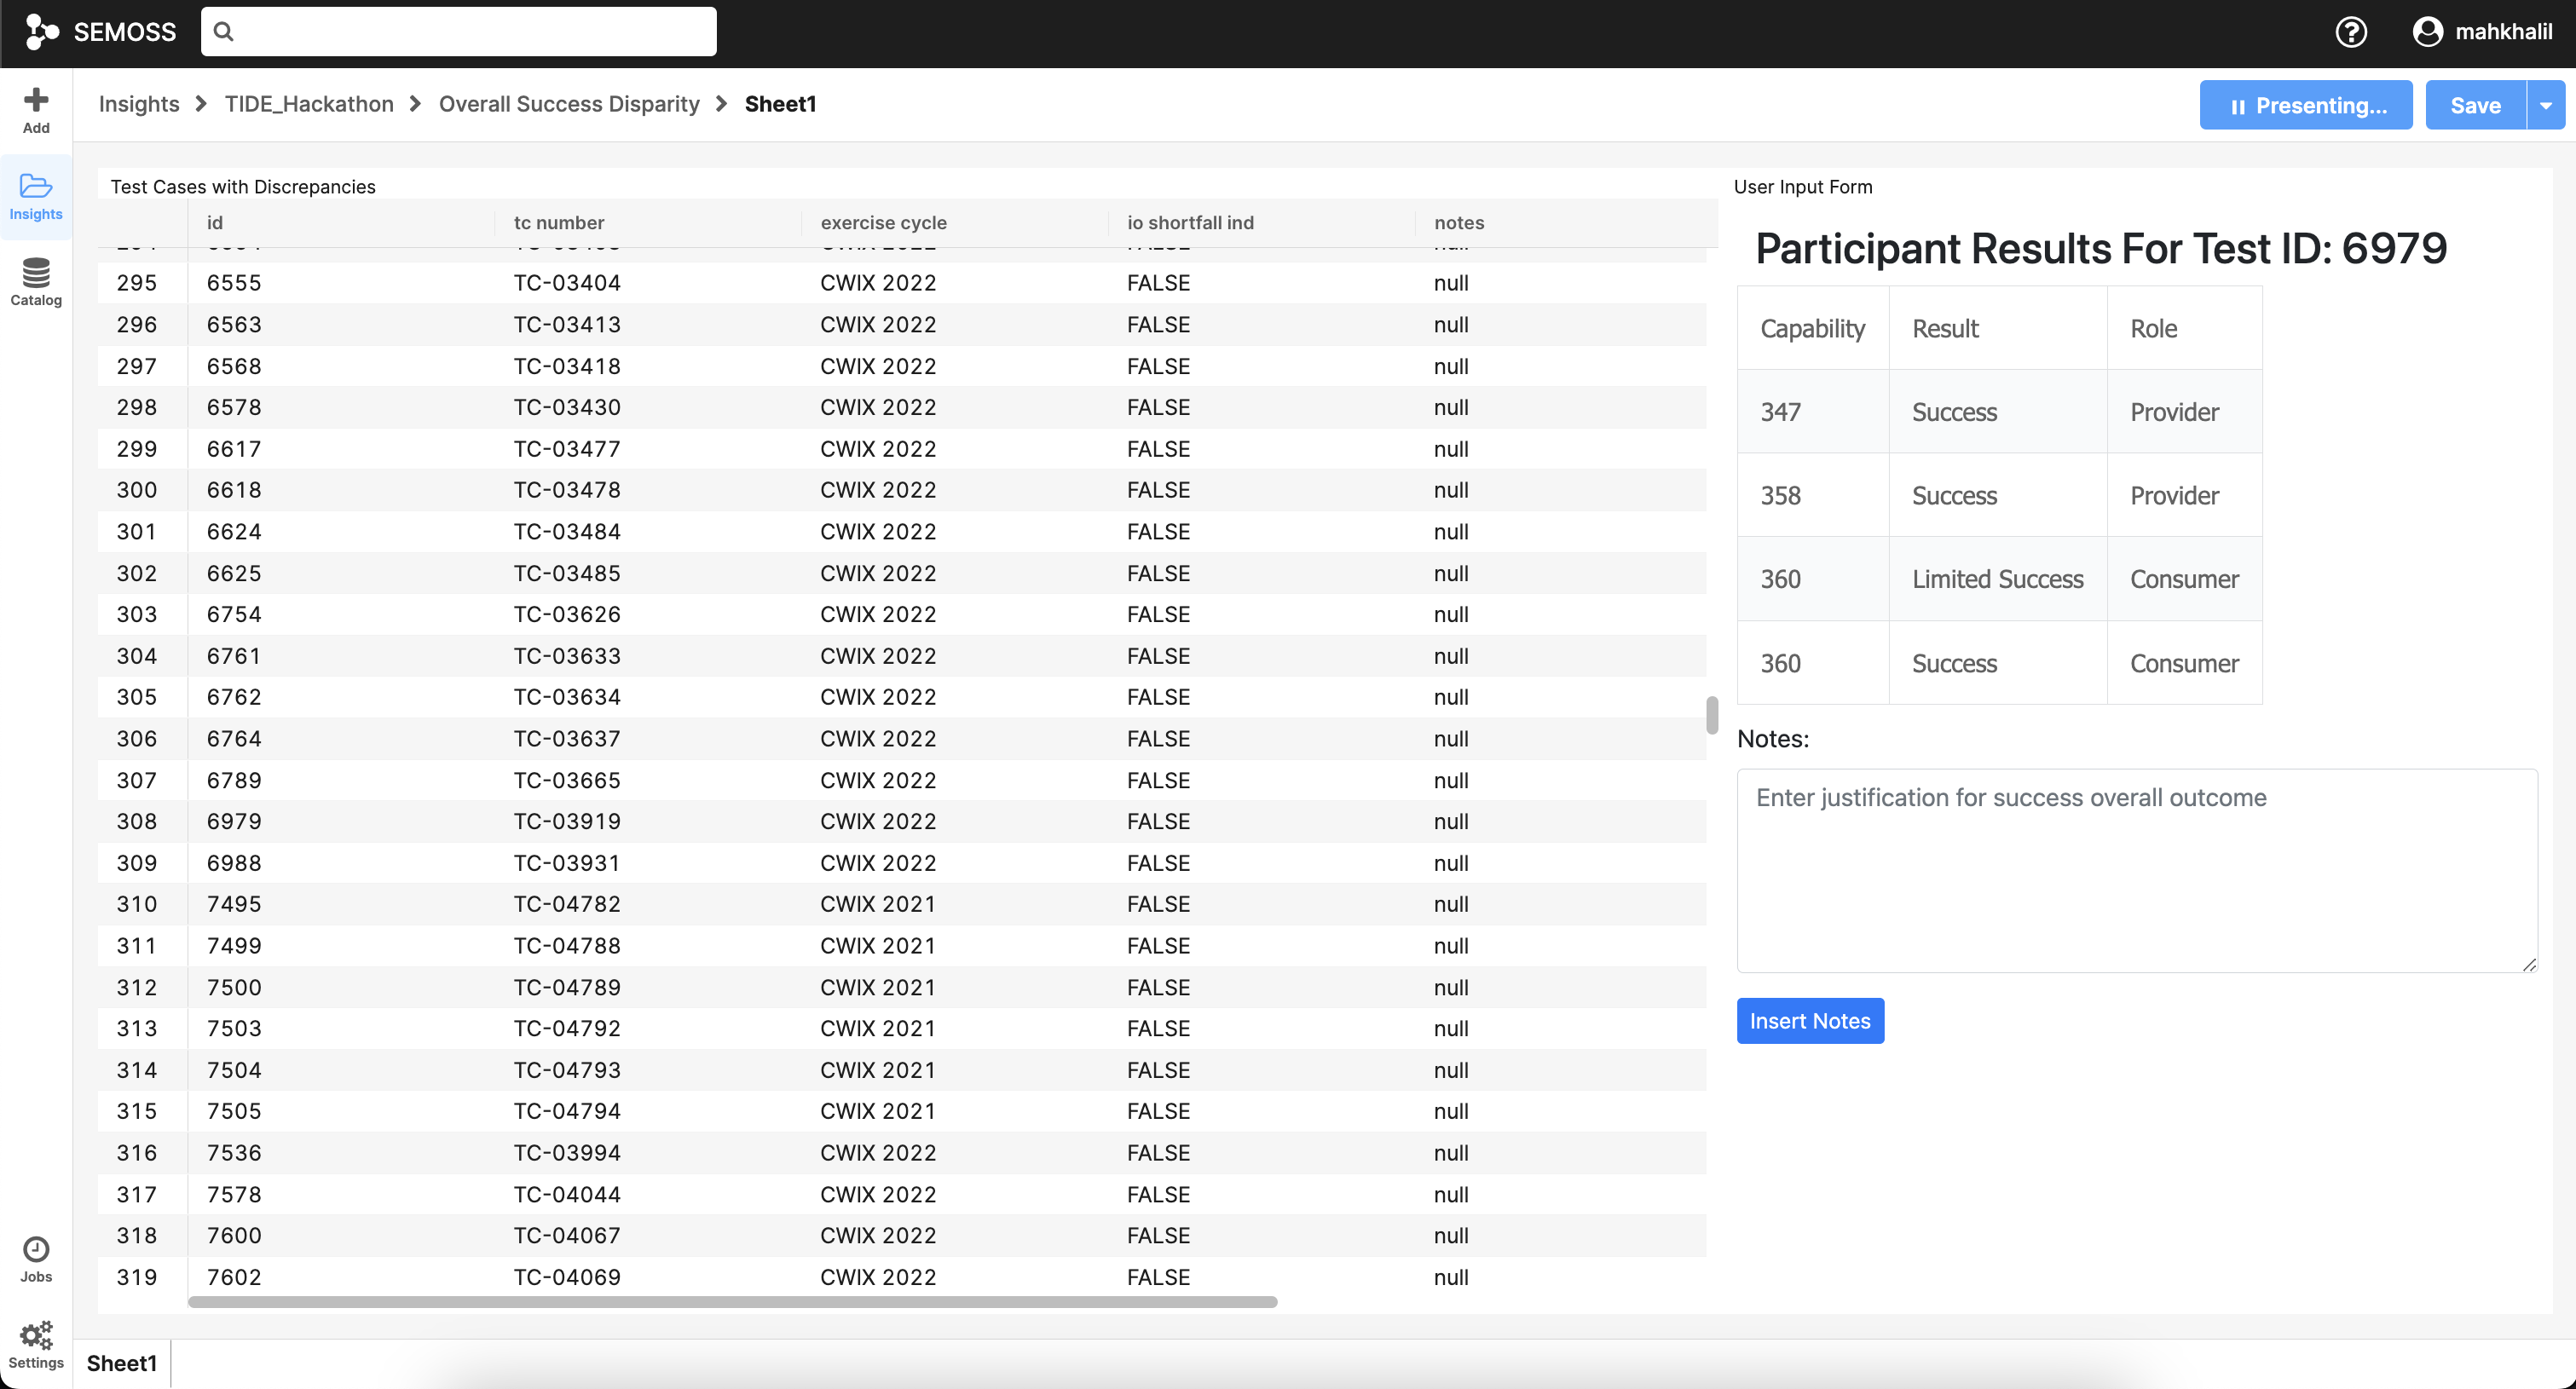 SEMOSS
mahkhalil
Add
Insights
Catalog
Jobs
Settings
Insights > TIDE_Hackathon > Overall Success Disparity > Sheet1
Presenting... Save
Test Cases with Discrepancies
id tc number exercise cycle io shortfall ind notes
295 6555 TC-03404 CWIX 2022 FALSE null
296 6563 TC-03413 CWIX 2022 FALSE null
297 6568 TC-03418 CWIX 2022 FALSE null
298 6578 TC-03430 CWIX 2022 FALSE null
299 6617 TC-03477 CWIX 2022 FALSE null
300 6618 TC-03478 CWIX 2022 FALSE null
301 6624 TC-03484 CWIX 2022 FALSE null
302 6625 TC-03485 CWIX 2022 FALSE null
303 6754 TC-03626 CWIX 2022 FALSE null
304 6761 TC-03633 CWIX 2022 FALSE null
305 6762 TC-03634 CWIX 2022 FALSE null
306 6764 TC-03637 CWIX 2022 FALSE null
307 6789 TC-03665 CWIX 2022 FALSE null
308 6979 TC-03919 CWIX 2022 FALSE null
309 6988 TC-03931 CWIX 2022 FALSE null
310 7495 TC-04782 CWIX 2021 FALSE null
311 7499 TC-04788 CWIX 2021 FALSE null
312 7500 TC-04789 CWIX 2021 FALSE null
313 7503 TC-04792 CWIX 2021 FALSE null
314 7504 TC-04793 CWIX 2021 FALSE null
315 7505 TC-04794 CWIX 2021 FALSE null
316 7536 TC-03994 CWIX 2022 FALSE null
317 7578 TC-04044 CWIX 2022 FALSE null
318 7600 TC-04067 CWIX 2022 FALSE null
319 7602 TC-04069 CWIX 2022 FALSE null
User Input Form
Participant Results For Test ID: 6979
Capability Result Role
347 Success Provider
358 Success Provider
360 Limited Success Consumer
360 Success Consumer
Notes:
Enter justification for success overall outcome
Insert Notes
Sheet1